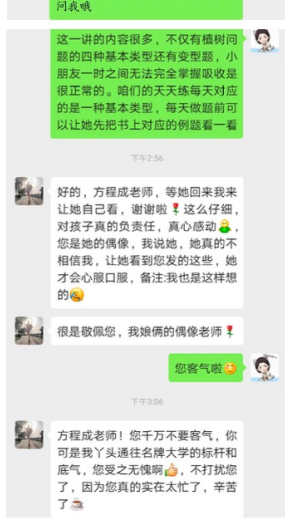 问我哦
这一讲的内容很多，不仅有植树问
题的四种基本类型还有变型题，小
朋友一时之间无法完全掌握吸收是
很正常的。咱们的天天练每天对应
的是一种基本类型，每天做题前可
以让她先把书上对应的例题看一看
下午2:56
好的，方程成老师，等她回来我来
让她自己看，谢谢啦🌹这么仔细，
对孩子真的负责任，真心感动
您是她的偶像，我说她，她真的不
相信我，让她看到您发的这些，她
才会心服口服，备注:我也是这样想
的
很是敬佩您，我娘俩的偶像老师🌹
您客气啦
下午3:06
方程成老师！您千万不要客气，你
可是我丫头通往名牌大学的标杆和
底气，您受之无愧啊👍，不打扰您
了，因为您真的实在太忙了，辛苦
了☕